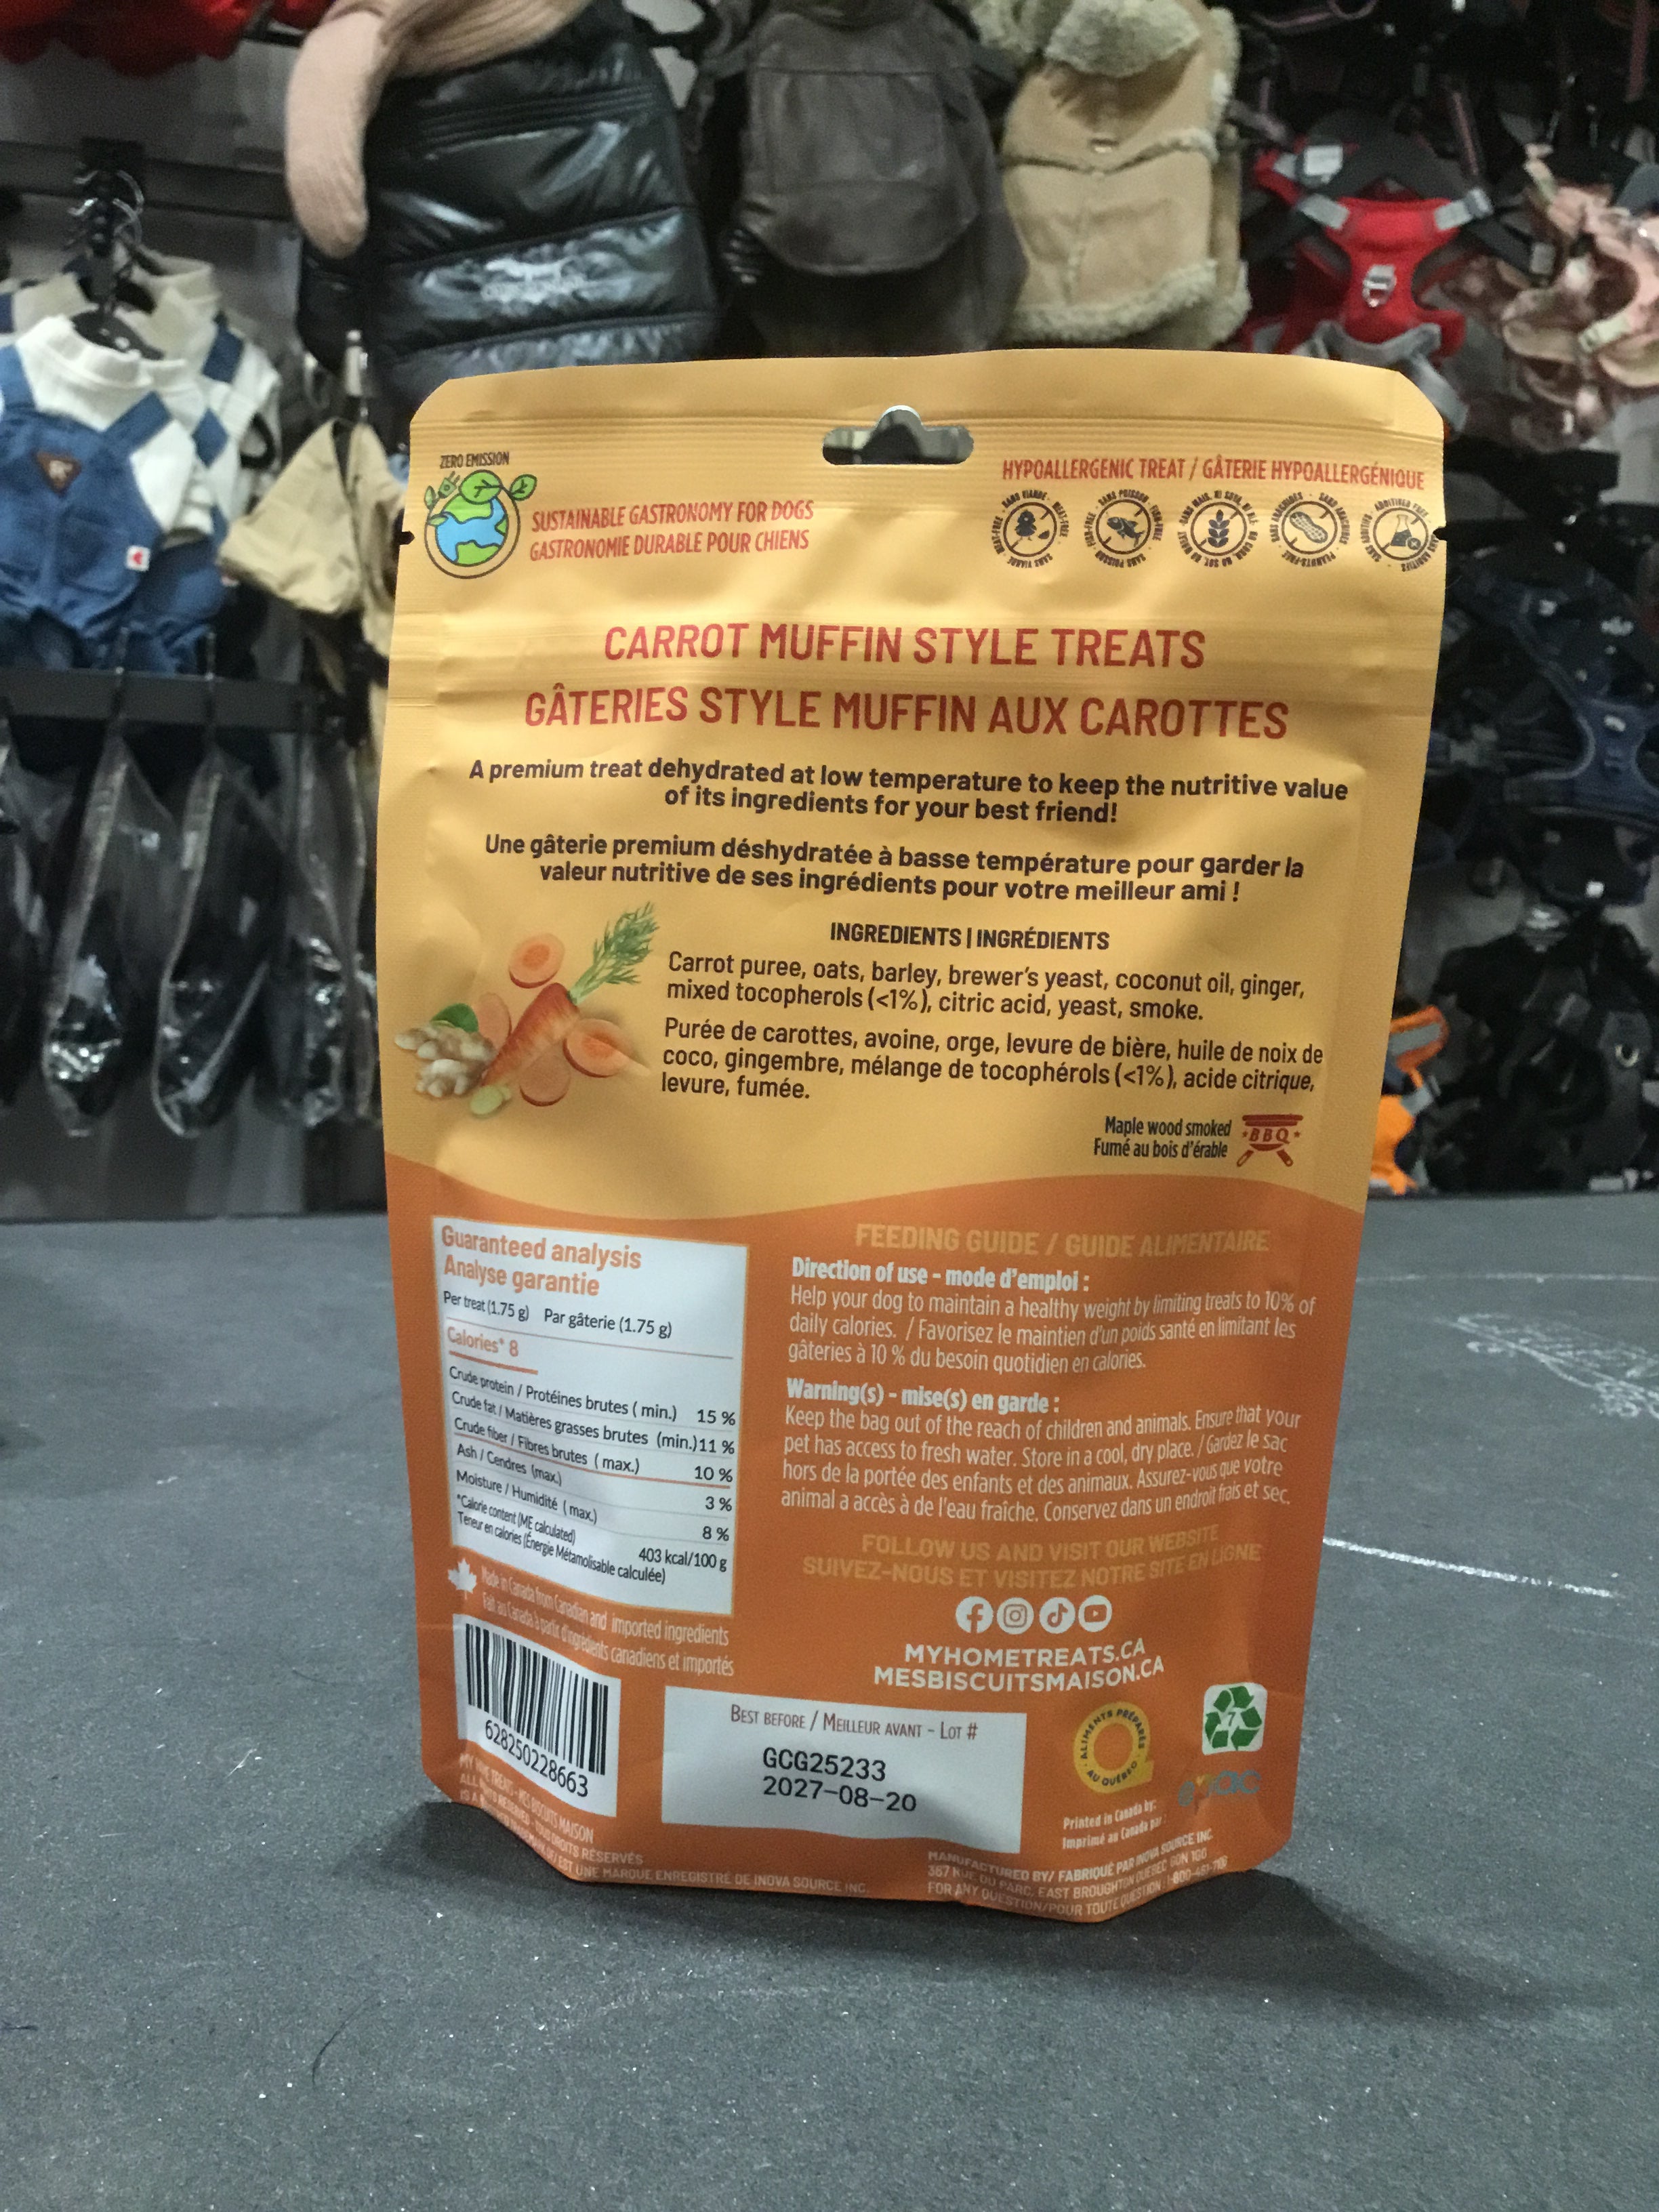 ZERO EMISSION
SUSTAINABLE GASTRONOMY FOR DOGS
GASTRONOMIE DURABLE POUR CHIENS
HYPOALLERGENIC TREAT / GÂTERIE HYPOALLERGÉNIQUE
CARROT MUFFIN STYLE TREATS
GÂTERIES STYLE MUFFIN AUX CAROTTES
A premium treat dehydrated at low temperature to keep the nutritive value
of its ingredients for your best friend!
Une gâterie premium déshydratée à basse température pour garder la
valeur nutritive de ses ingrédients pour votre meilleur ami !
INGREDIENTS | INGRÉDIENTS
Carrot puree, oats, barley, brewer's yeast, coconut oil, ginger,
mixed tocopherols (<1%), citric acid, yeast, smoke.
Purée de carottes, avoine, orge, levure de bière, huile de noix de
coco, gingembre, mélange de tocophérols (<1%), acide citrique,
levure, fumée.
Maple wood smoked
Fumé au bois d'érable
BBQ
Guaranteed analysis
Analyse garantie
Per treat (1.75 g) Par gâterie (1.75 g)
Calories* 8
Crude protein / Protéines brutes ( min.) 15 %
Crude fat / Matières grasses brutes (min.) 11 %
Crude fiber / Fibres brutes ( max.) 10 %
Ash / Cendres (max.) 3 %
Moisture / Humidité ( max.) 8 %
*Calorie content (ME calculated) 403 kcal/100 g
Teneur en calories (Énergie Métamolisable calculée)
Made in Canada from Canadian and imported ingredients
Fait au Canada à partir d'ingrédients canadiens et importés
628250228663
FEEDING GUIDE / GUIDE ALIMENTAIRE
Direction of use - mode d'emploi :
Help your dog to maintain a healthy weight by limiting treats to 10% of
daily calories. / Favorisez le maintien d'un poids santé en limitant les
gâteries à 10 % du besoin quotidien en calories.
Warning(s) - mise(s) en garde :
Keep the bag out of the reach of children and animals. Ensure that your
pet has access to fresh water. Store in a cool, dry place. / Gardez le sac
hors de la portée des enfants et des animaux. Assurez-vous que votre
animal a accès à de l'eau fraîche. Conservez dans un endroit frais et sec.
FOLLOW US AND VISIT OUR WEBSITE
SUIVEZ-NOUS ET VISITEZ NOTRE SITE EN LIGNE
MYHOMETREATS.CA
MESBISCUITSMAISON.CA
BEST BEFORE / MEILLEUR AVANT - LOT #
GCG25233
2027-08-20
ALIMENTS PRÉPARÉS AU QUÉBEC
7
Printed in Canada by:
Imprimé au Canada par
MES BISCUITS MAISON
TOUS DROITS RÉSERVÉS
EST UNE MARQUE ENREGISTRÉ DE INOVA SOURCE INC.
MANUFACTURED BY/ FABRIQUÉ PAR INOVA SOURCE INC.
387 RUE DU PARC, EAST BROUGHTON QUEBEC G0N 1G0
FOR ANY QUESTION/POUR TOUTE QUESTION